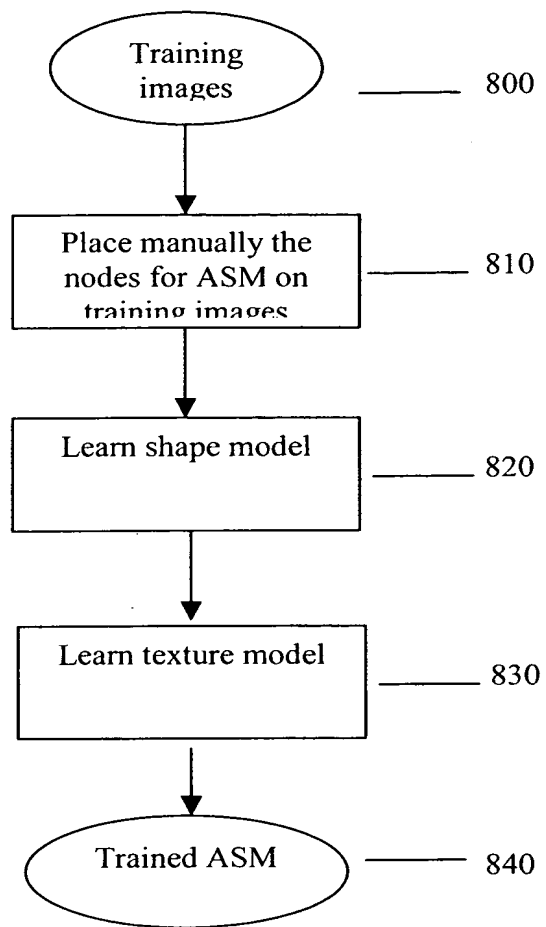 Training
images
800
Place manually the
nodes for ASM on
training images
810
Learn shape model
820
Learn texture model
830
Trained ASM
840